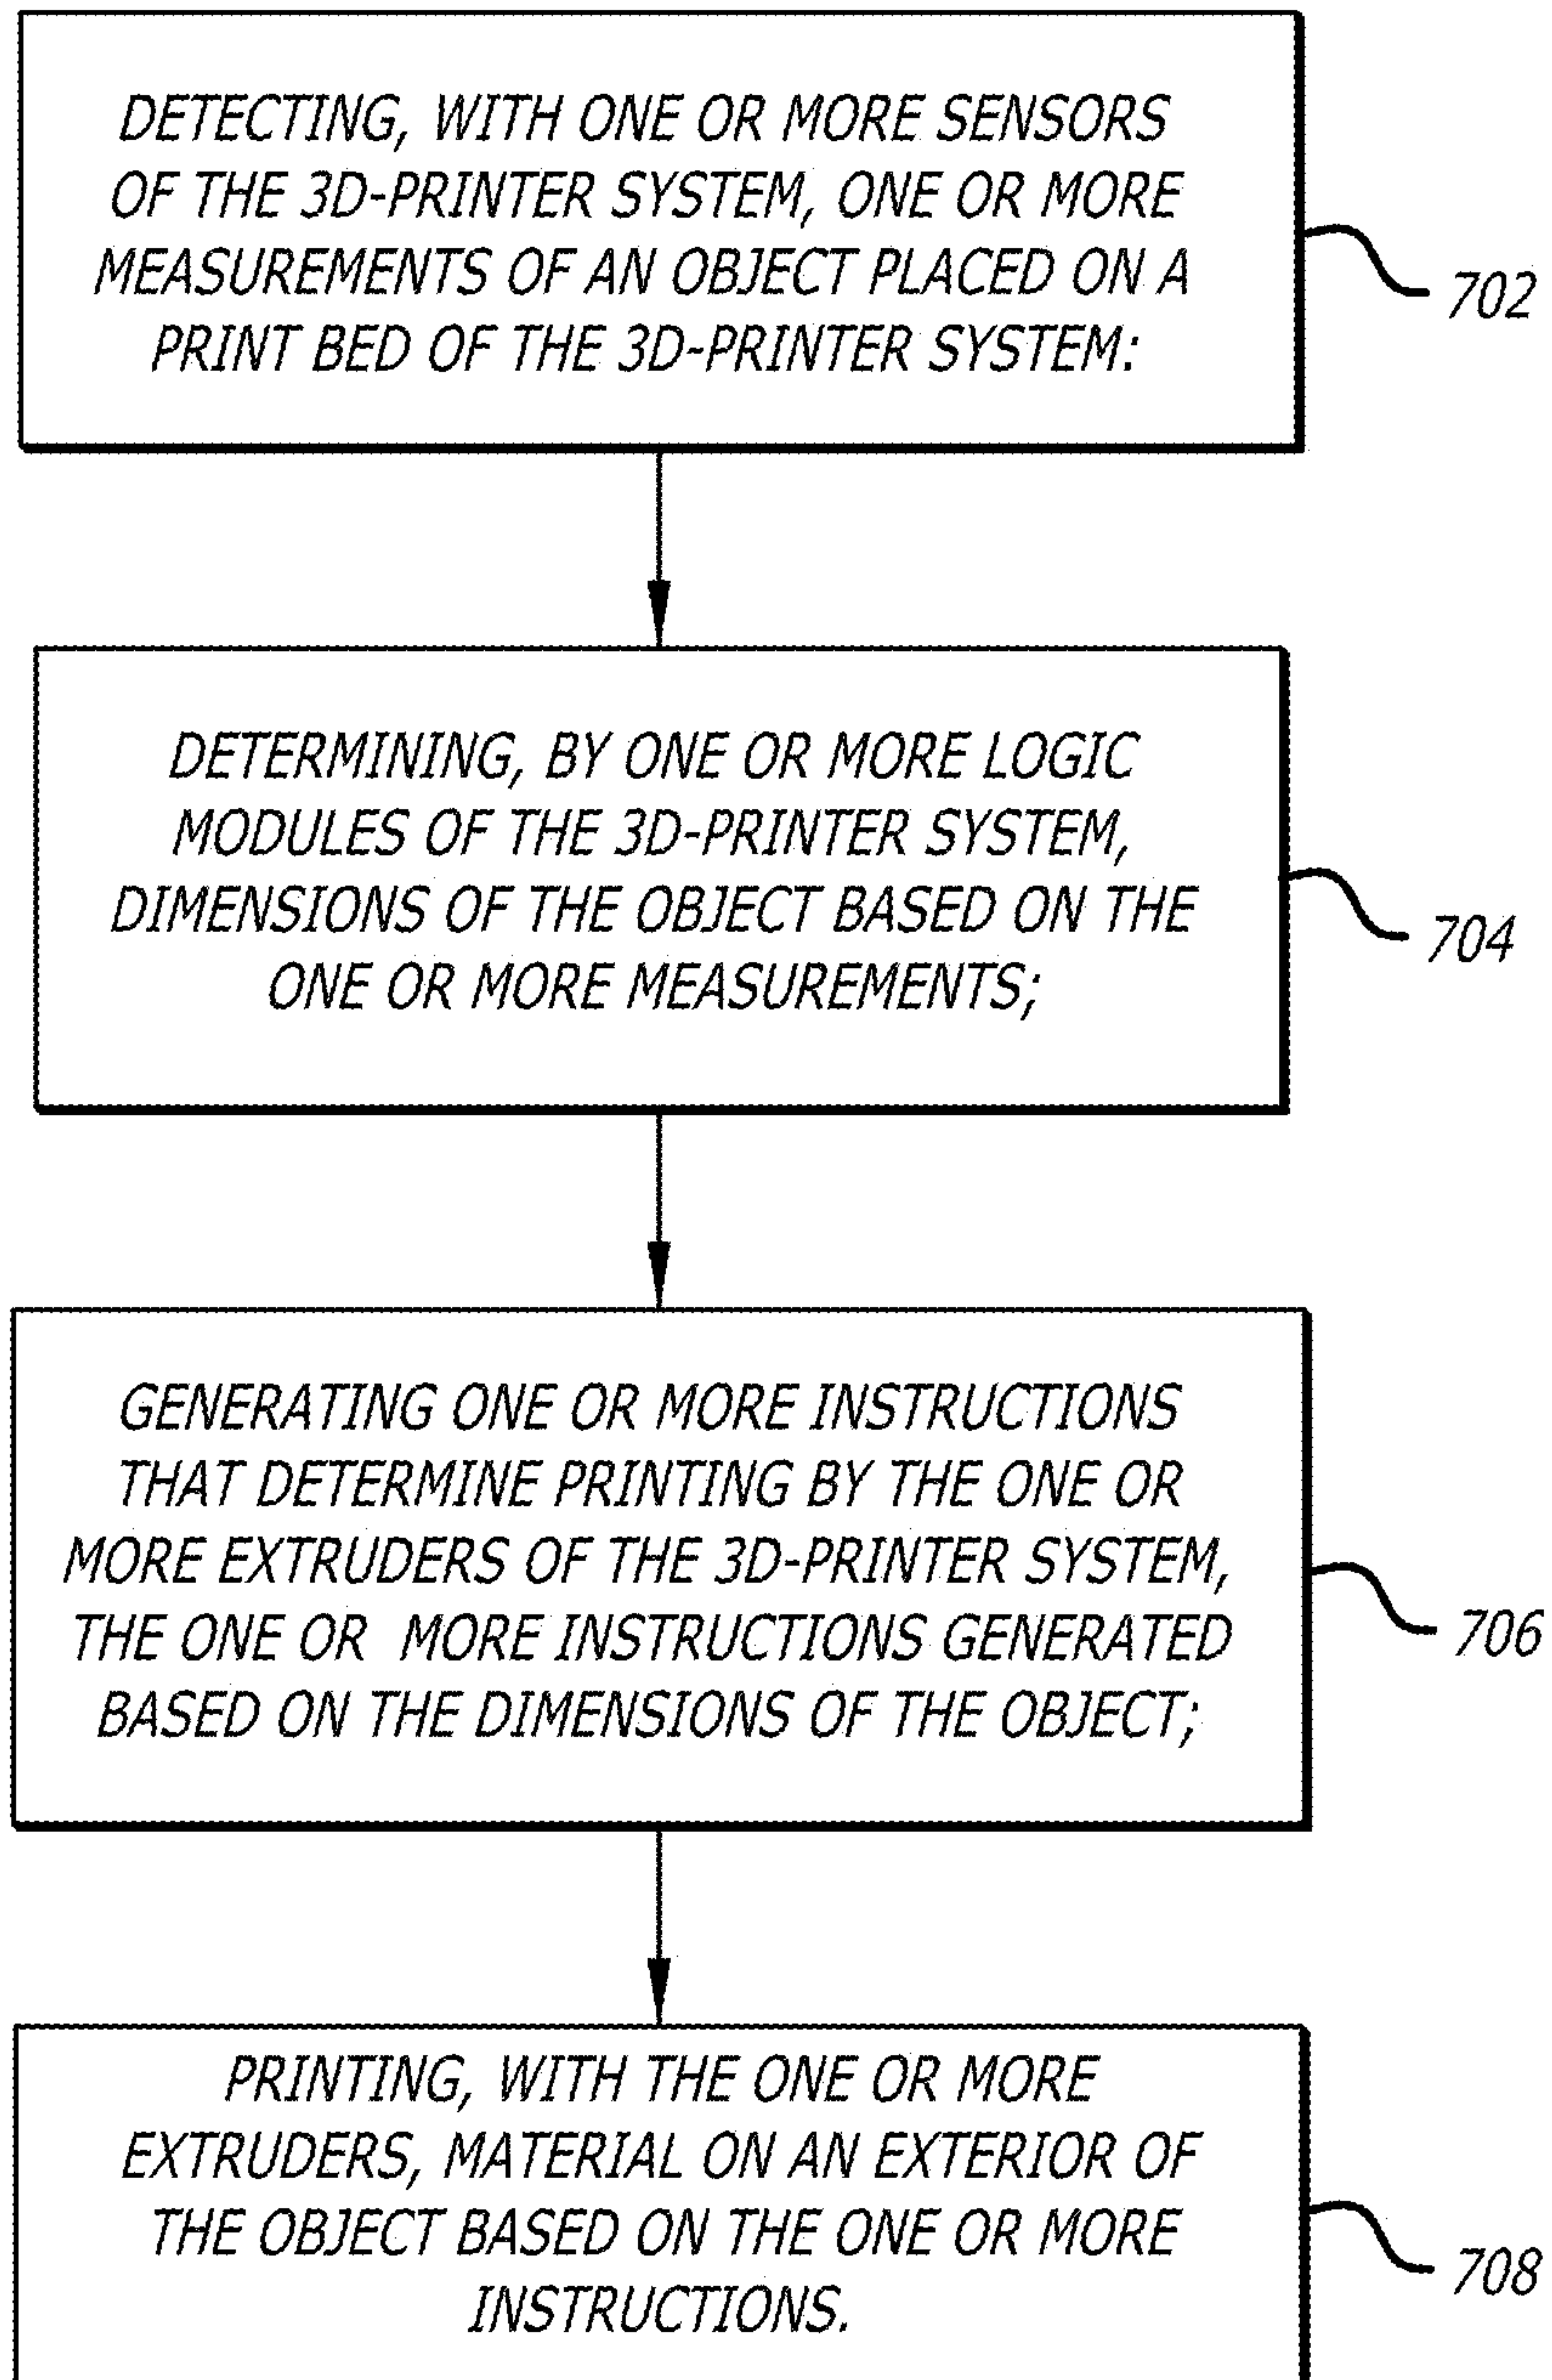 DETECTING, WITH ONE OR MORE SENSORS
OF THE 3D-PRINTER SYSTEM, ONE OR MORE
MEASUREMENTS OF AN OBJECT PLACED ON A
PRINT BED OF THE 3D-PRINTER SYSTEM:
702
DETERMINING, BY ONE OR MORE LOGIC
MODULES OF THE 3D-PRINTER SYSTEM,
DIMENSIONS OF THE OBJECT BASED ON THE
ONE OR MORE MEASUREMENTS;
704
GENERATING ONE OR MORE INSTRUCTIONS
THAT DETERMINE PRINTING BY THE ONE OR
MORE EXTRUDERS OF THE 3D-PRINTER SYSTEM,
THE ONE OR MORE INSTRUCTIONS GENERATED
BASED ON THE DIMENSIONS OF THE OBJECT;
706
PRINTING, WITH THE ONE OR MORE
EXTRUDERS, MATERIAL ON AN EXTERIOR OF
THE OBJECT BASED ON THE ONE OR MORE
INSTRUCTIONS.
708